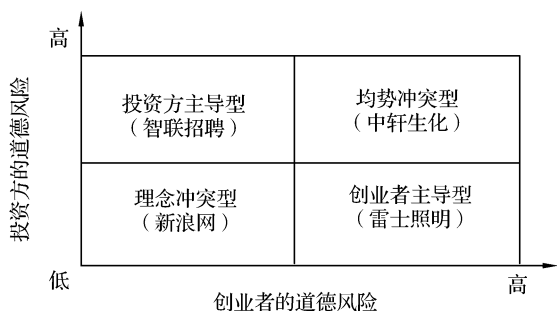 高
投资方主导型
（智联招聘）
均势冲突型
（中轩生化）
投资方的道德风险
理念冲突型
（新浪网）
创业者主导型
（雷士照明）
低
高
创业者的道德风险